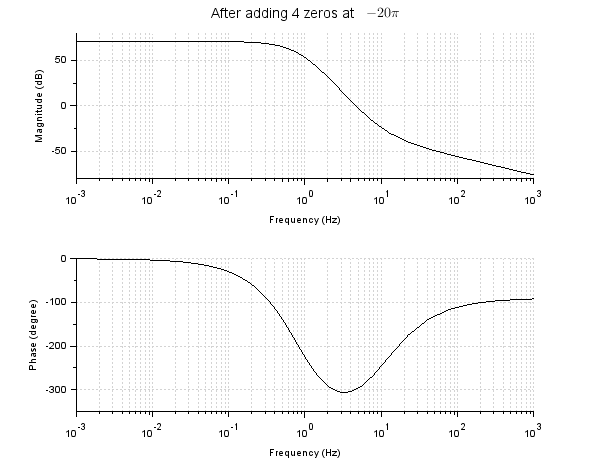 After adding 4 zeros at −20π
50
0
-50
Magnitude (dB)
10^-3 10^-2 10^-1 10^0 10^1 10^2 10^3
Frequency (Hz)
0
-100
-200
-300
Phase (degree)
10^-3 10^-2 10^-1 10^0 10^1 10^2 10^3
Frequency (Hz)